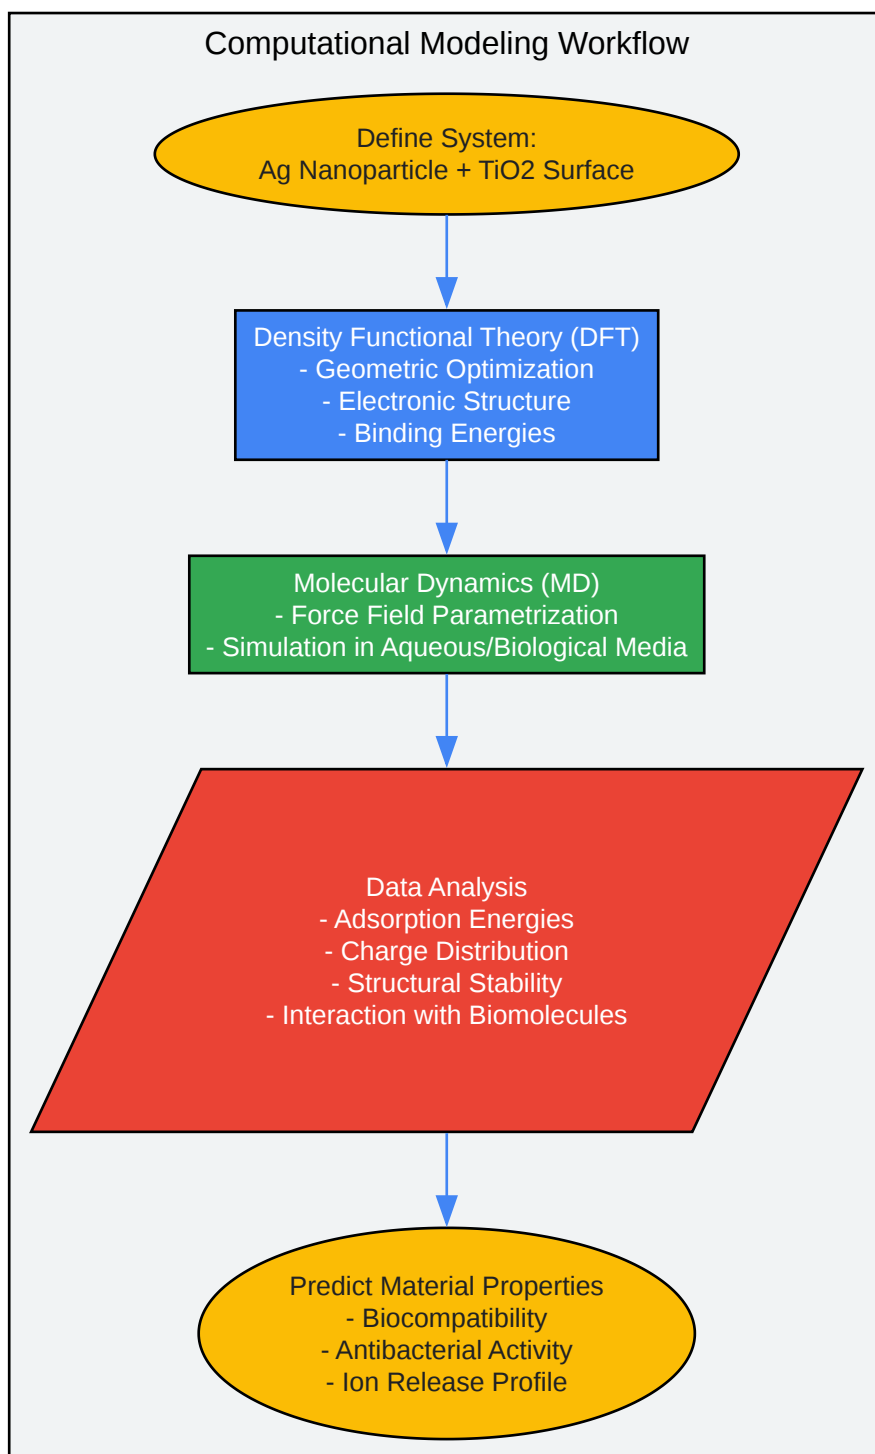 Computational Modeling Workflow
Define System:
Ag Nanoparticle + TiO2 Surface
Density Functional Theory (DFT)
- Geometric Optimization
- Electronic Structure
- Binding Energies
Molecular Dynamics (MD)
- Force Field Parametrization
- Simulation in Aqueous/Biological Media
Data Analysis
- Adsorption Energies
- Charge Distribution
- Structural Stability
- Interaction with Biomolecules
Predict Material Properties
- Biocompatibility
- Antibacterial Activity
- Ion Release Profile